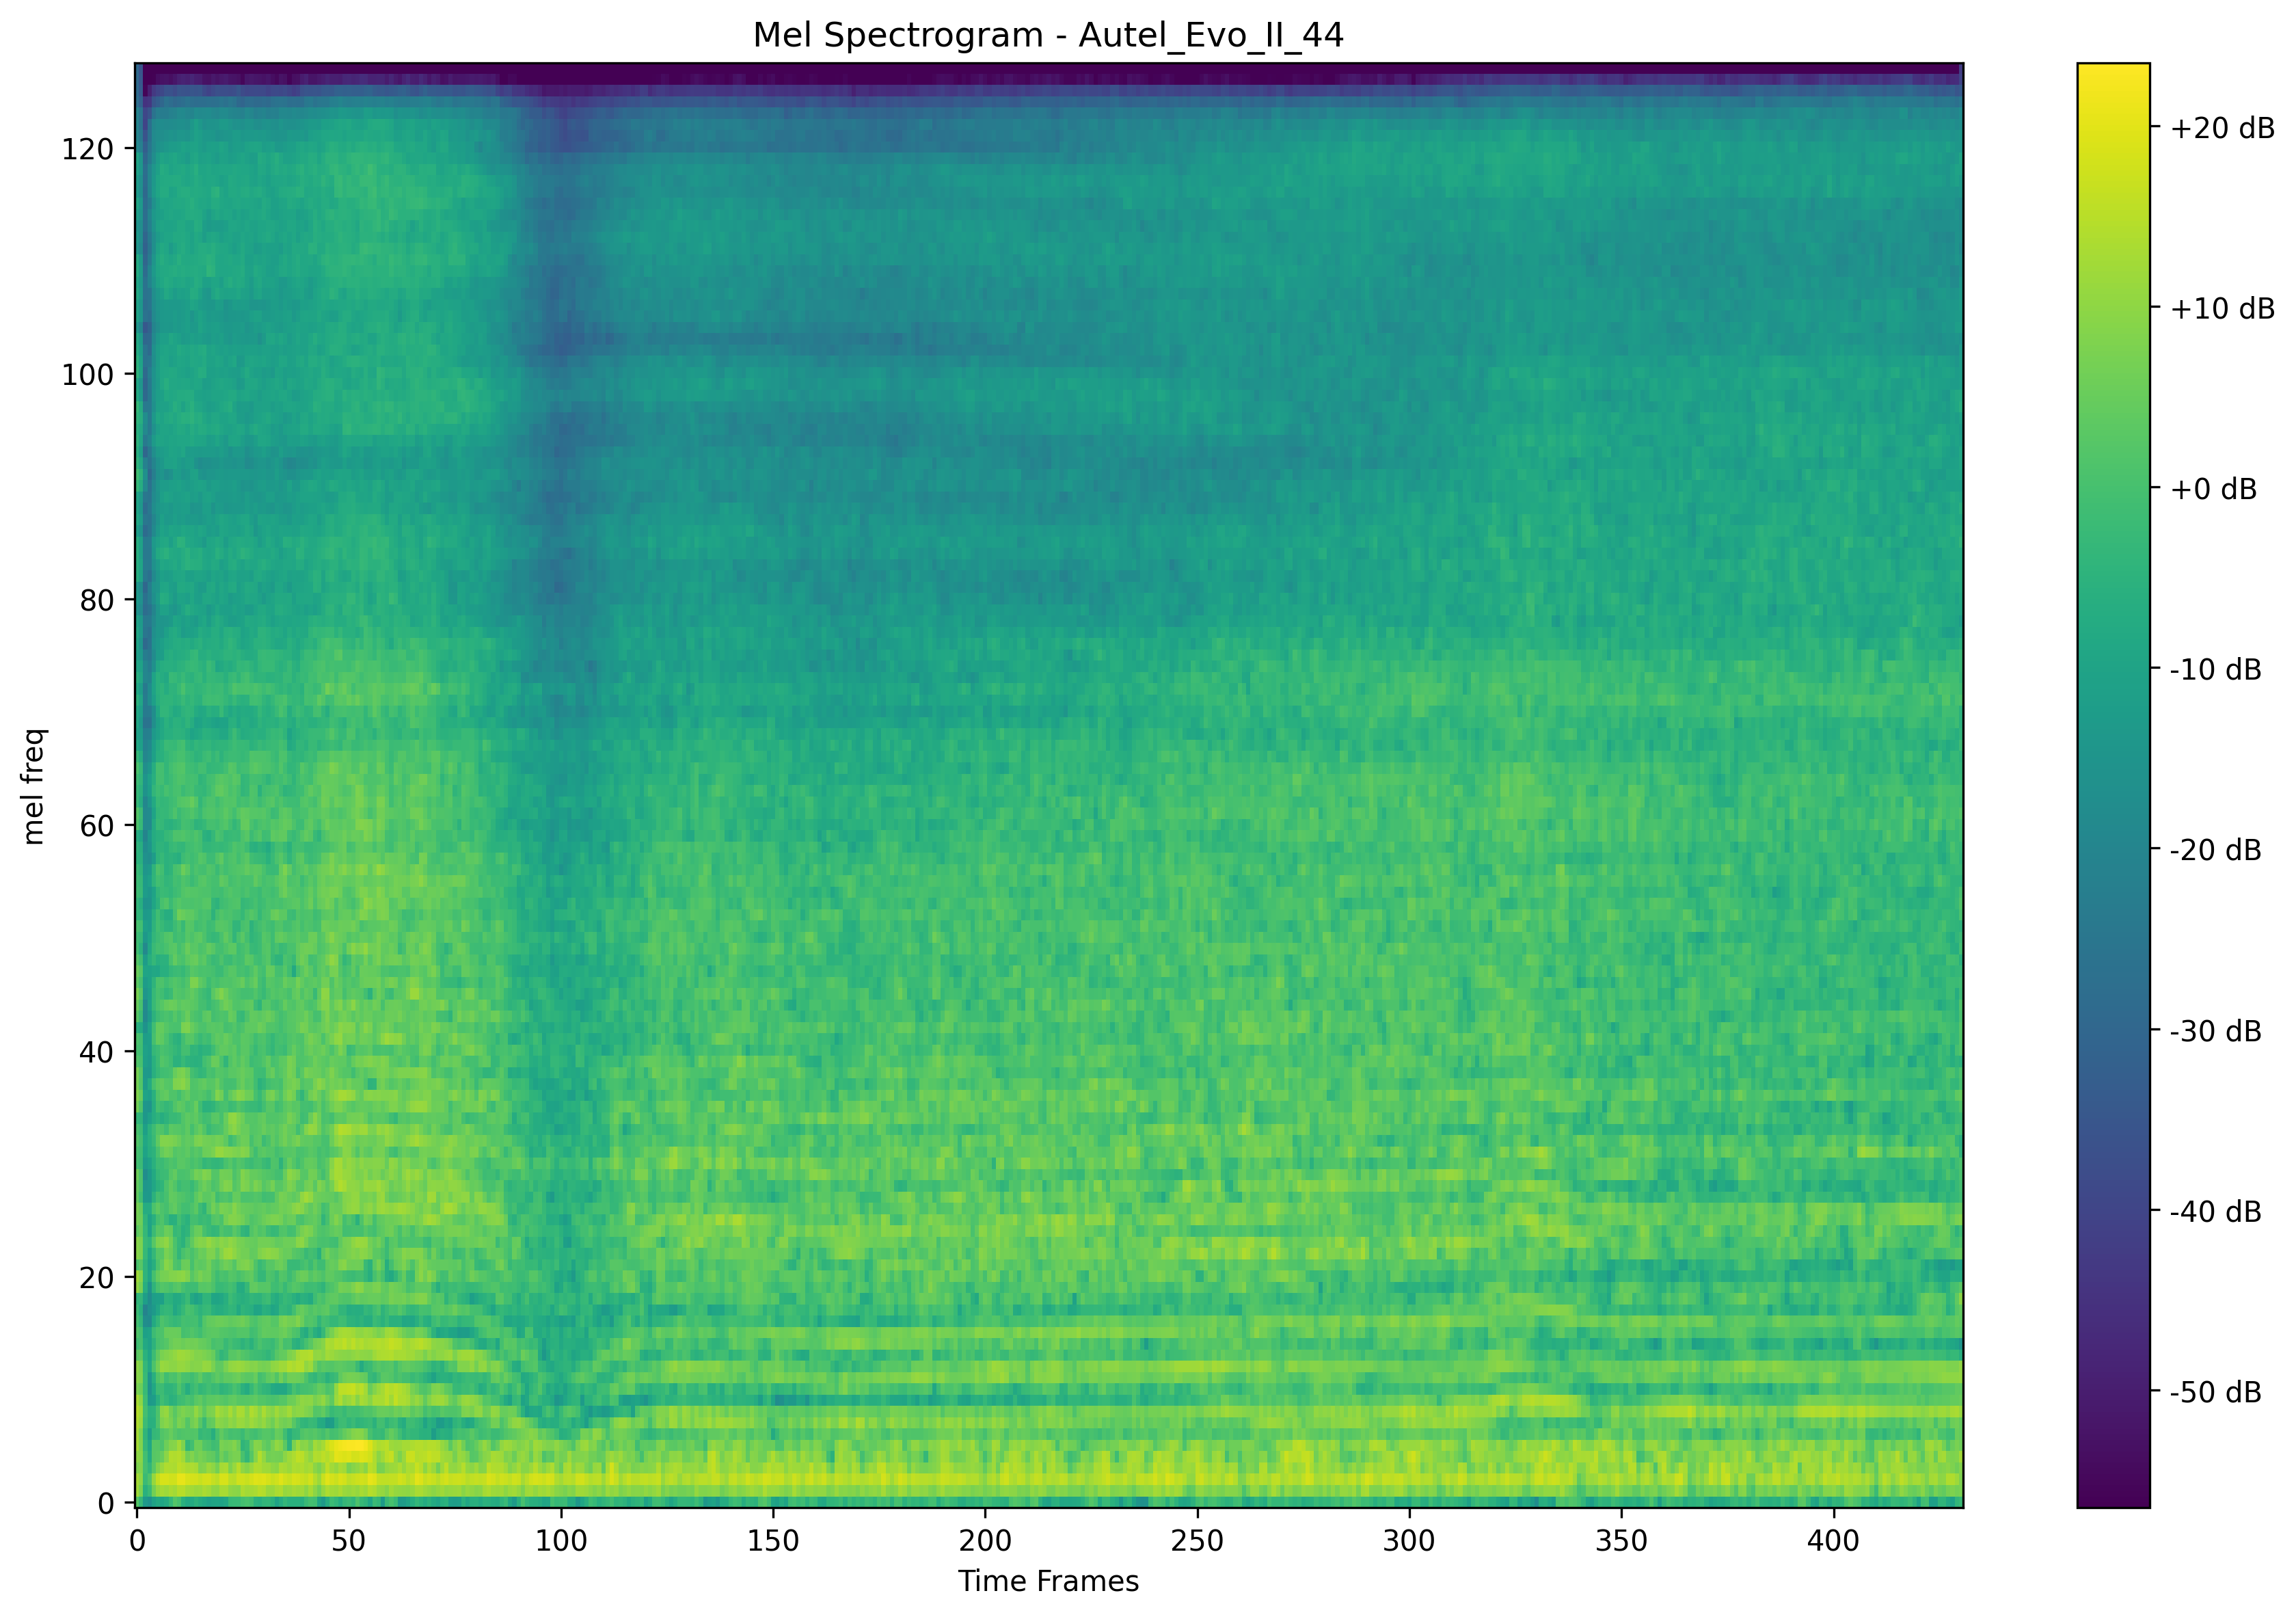 Mel Spectrogram - Autel_Evo_II_44
mel freq
120
100
80
60
40
20
0
0 50 100 150 200 250 300 350 400
Time Frames
+20 dB
+10 dB
+0 dB
-10 dB
-20 dB
-30 dB
-40 dB
-50 dB